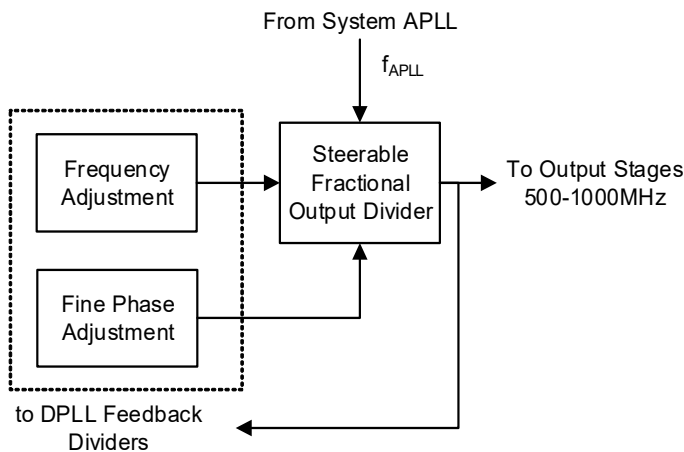 From System APLL
fAPLL
Frequency
Adjustment
Steerable
Fractional
Output Divider
To Output Stages
500-1000MHz
Fine Phase
Adjustment
to DPLL Feedback
Dividers